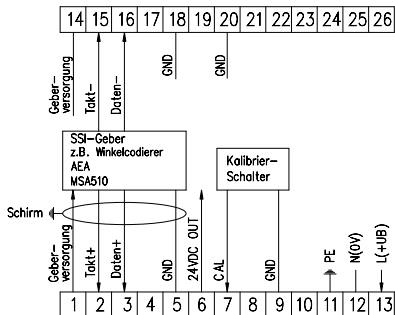 14 15 16 17 18 19 20 21 22 23 24 25 26
Geber-
versorgung
Takt-
Daten-
GND
GND
SSI-Geber
z.B. Winkelcodierer
AEA
MSA510
Kalibrier-
Schalter
Schirm
Geber-
versorgung
Takt+
Daten+
GND
24VDC OUT
CAL
GND
PE
N(0V)
L(+UB)
1 2 3 4 5 6 7 8 9 10 11 12 13